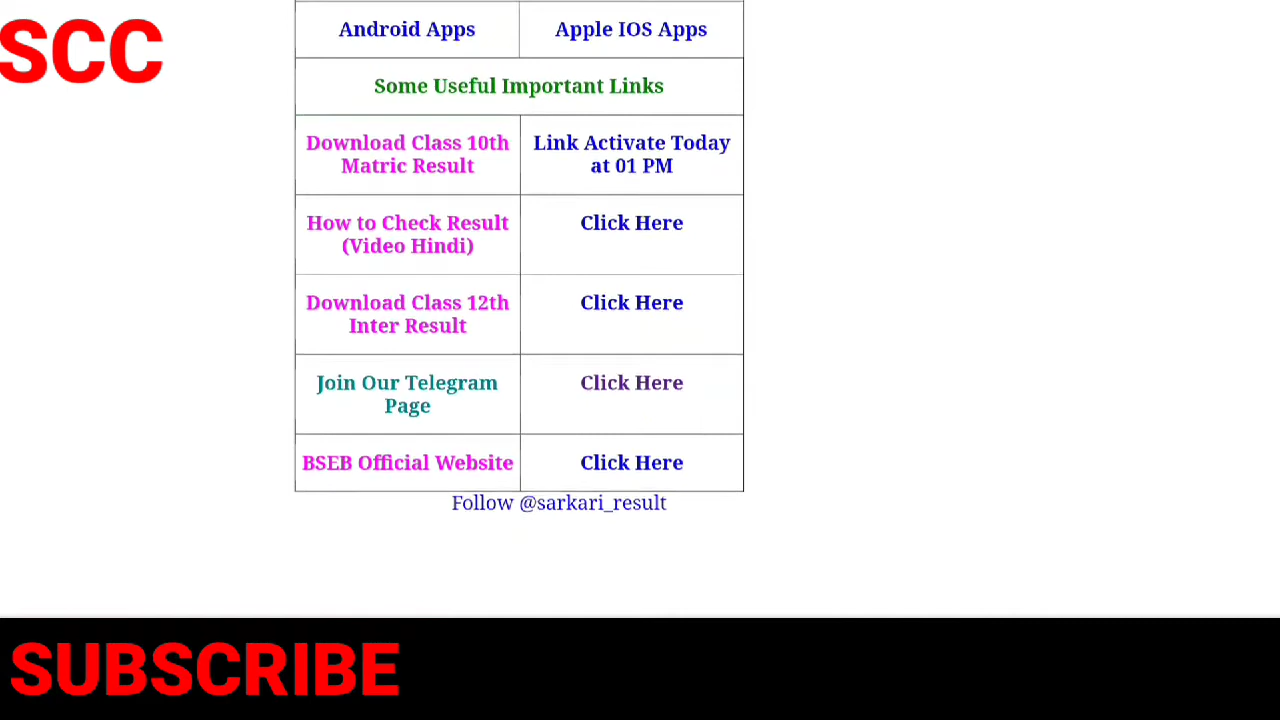 SCC
Android Apps
Apple IOS Apps
Some Useful Important Links
Download Class 10th
Matric Result
Link Activate Today
at 01 PM
How to Check Result
(Video Hindi)
Click Here
Download Class 12th
Inter Result
Click Here
Join Our Telegram
Page
Click Here
BSEB Official Website
Click Here
Follow @sarkari_result
SUBSCRIBE